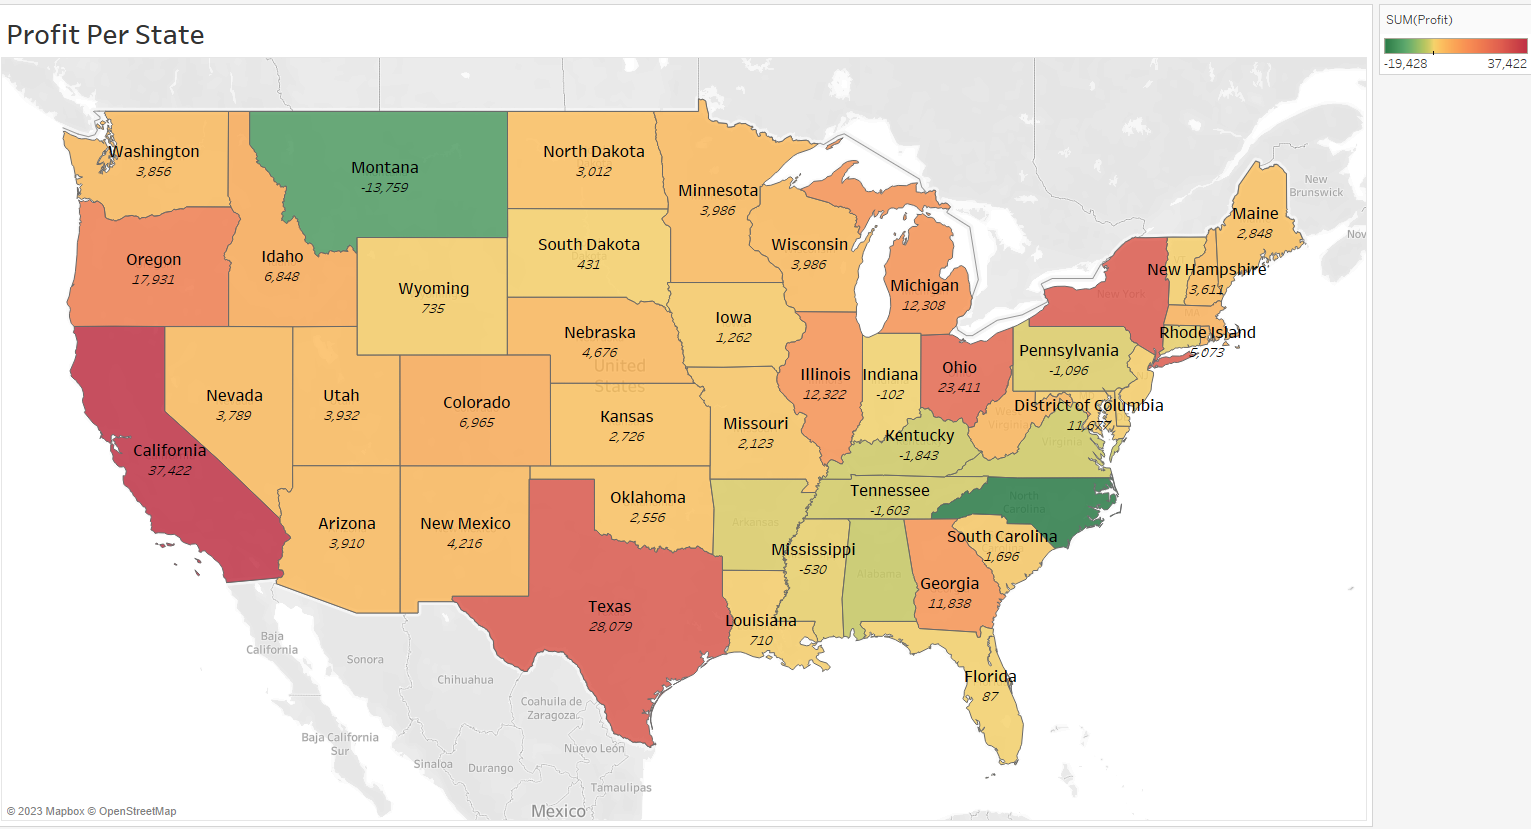 Profit Per State
SUM(Profit)
-19,428
37,422
Washington
3,856
Montana
-13,759
North Dakota
3,012
Minnesota
3,986
New
Brunswick
Maine
2,848
Nov
Oregon
17,931
Idaho
6,848
South Dakota
431
Wisconsin
3,986
Wyoming
735
Michigan
12,308
New Hampshire
3,611
New York
MA
Iowa
1,262
Nebraska
4,676
Rhode Island
5,073
Pennsylvania
-1,096
United
States
Nevada
3,789
Utah
3,932
Colorado
6,965
Kansas
2,726
Illinois
12,322
Indiana
-102
Ohio
23,411
District of Columbia
11,677
West
Virginia
Virginia
Missouri
2,123
Kentucky
-1,843
California
37,422
Tennessee
-1,603
North
Carolina
Oklahoma
2,556
Arkansas
Arizona
3,910
New Mexico
4,216
South Carolina
1,696
Mississippi
-530
Alabama
Georgia
11,838
Texas
28,079
Louisiana
710
Florida
87
Baja
California
Sonora
Chihuahua
Coahuila de
Zaragoza
Baja California
Sur
Nuevo León
Sinaloa
Durango
Tamaulipas
Mexico
© 2023 Mapbox © OpenStreetMap